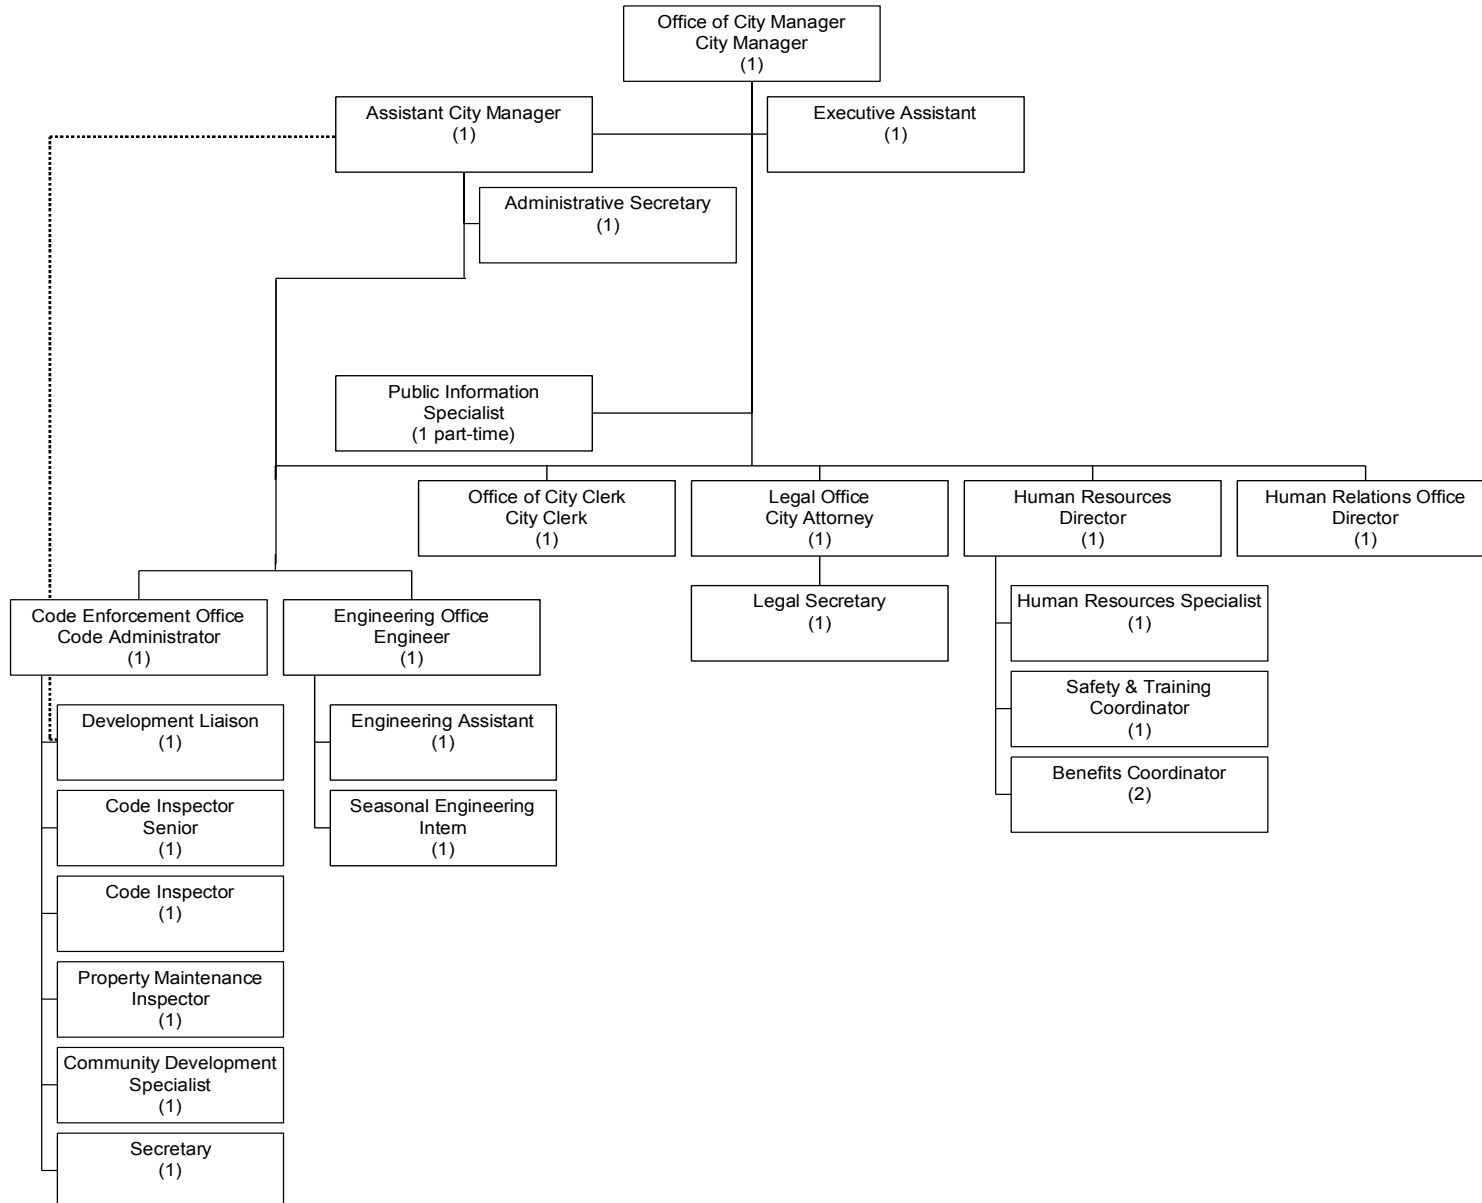 Office of City Manager
City Manager
(1)
Assistant City Manager
(1)
Executive Assistant
(1)
Administrative Secretary
(1)
Public Information
Specialist
(1 part-time)
Office of City Clerk
City Clerk
(1)
Legal Office
City Attorney
(1)
Human Resources
Director
(1)
Human Relations Office
Director
(1)
Code Enforcement Office
Code Administrator
(1)
Engineering Office
Engineer
(1)
Legal Secretary
(1)
Human Resources Specialist
(1)
Safety & Training
Coordinator
(1)
Benefits Coordinator
(2)
Development Liaison
(1)
Code Inspector
Senior
(1)
Code Inspector
(1)
Property Maintenance
Inspector
(1)
Community Development
Specialist
(1)
Secretary
(1)
Engineering Assistant
(1)
Seasonal Engineering
Intern
(1)